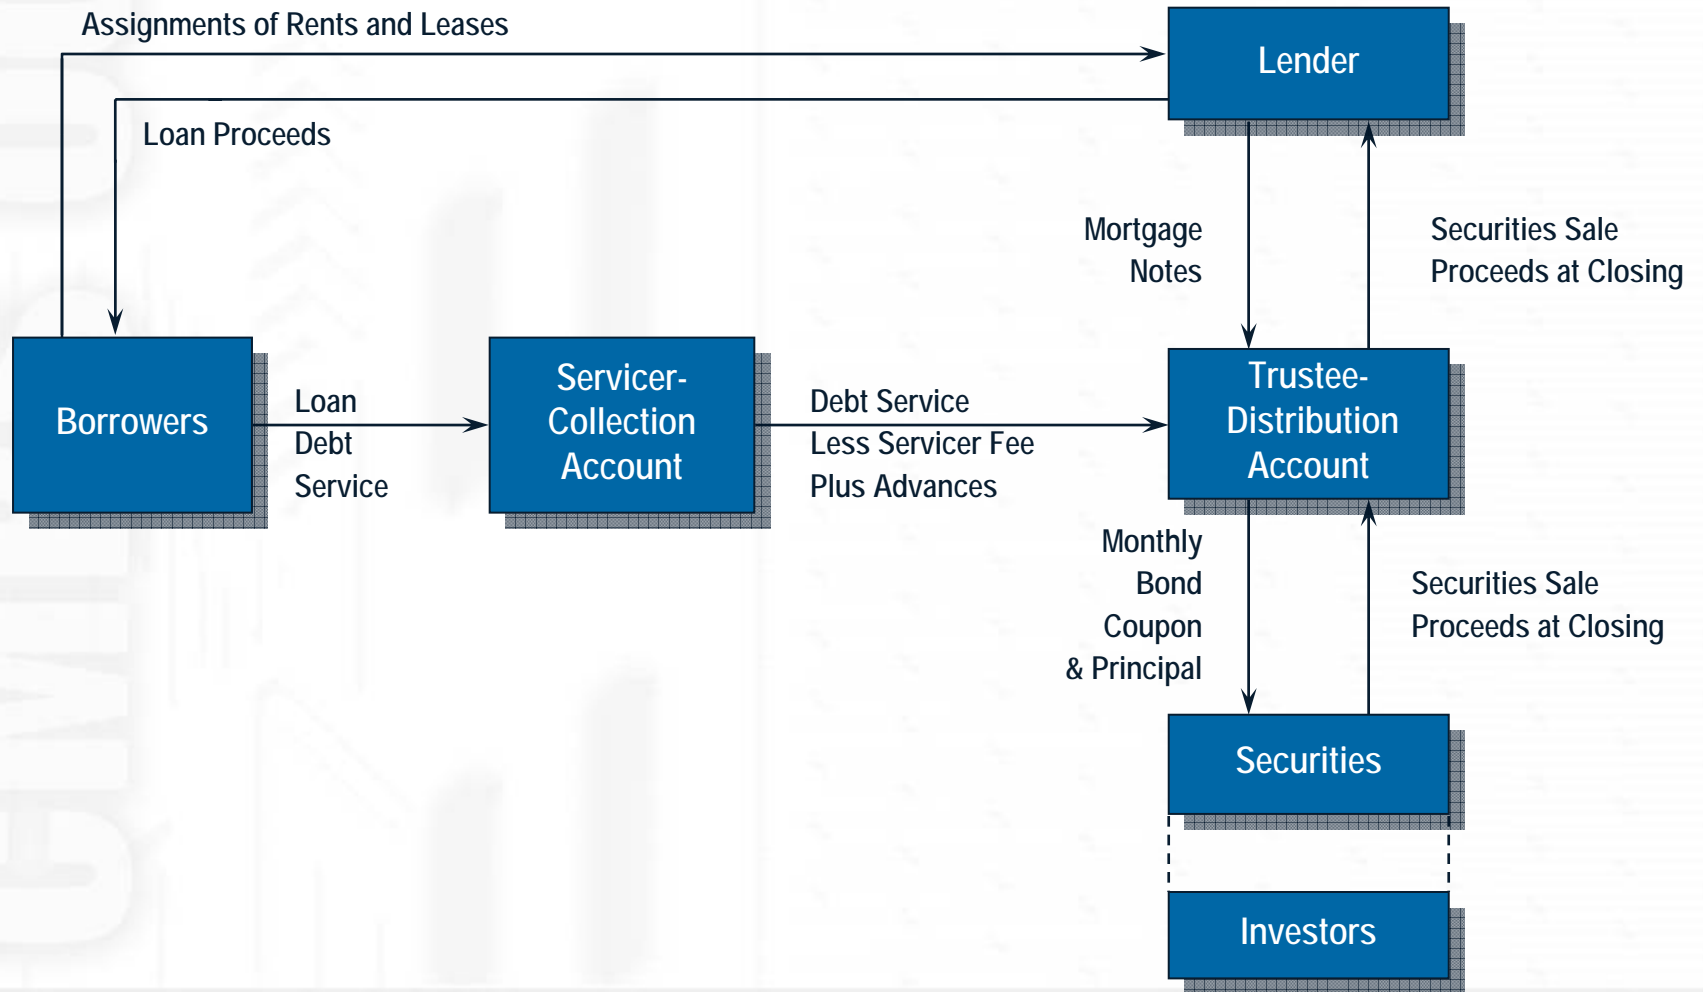 Assignments of Rents and Leases
Lender
Loan Proceeds
Mortgage
Notes
Securities Sale
Proceeds at Closing
Borrowers
Loan
Debt
Service
Servicer-
Collection
Account
Debt Service
Less Servicer Fee
Plus Advances
Trustee-
Distribution
Account
Monthly
Bond
Coupon
& Principal
Securities Sale
Proceeds at Closing
Securities
Investors